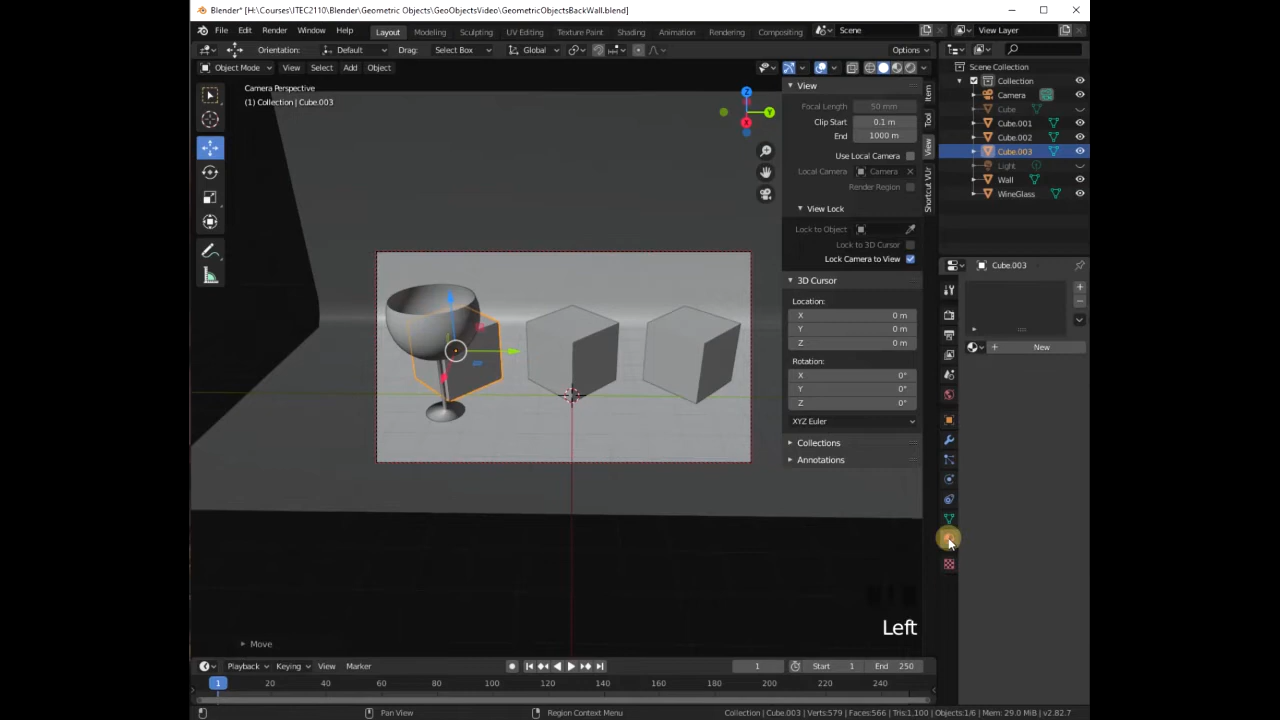 Blender* [H:\Courses\ITEC2110\Blender\Geometric Objects\GeoObjectsVideo\GeometricObjectsBackWall.blend]
File Edit Render Window Help Layout Modeling Sculpting UV Editing Texture Paint Shading Animation Rendering Compositing Scene View Layer
Orientation: Default Drag: Select Box Global Options
Object Mode View Select Add Object
Camera Perspective
(1) Collection | Cube.003
Z
Y
X
View
Focal Length 50 mm
Clip Start 0.1 m
End 1000 m
Use Local Camera
Local Camera Camera
Render Region
View Lock
Lock to Object
Lock to 3D Cursor
Lock Camera to View
3D Cursor
Location:
X 0 m
Y 0 m
Z 0 m
Rotation:
X 0°
Y 0°
Z 0°
XYZ Euler
Collections
Annotations
Item
Tool
View
Shortcut VUr
Scene Collection
Collection
Camera
Cube
Cube.001
Cube.002
Cube.003
Light
Wall
WineGlass
Cube.003
New
Left
Move
Playback Keying View Marker 1 Start 1 End 250
1 20 40 60 80 100 120 140 160 180 200 220 240
Pan View Region Context Menu Collection | Cube.003 | Verts:579 | Faces:566 | Tris:1,100 | Objects:1/6 | Mem: 29.0 MiB | v2.82.7